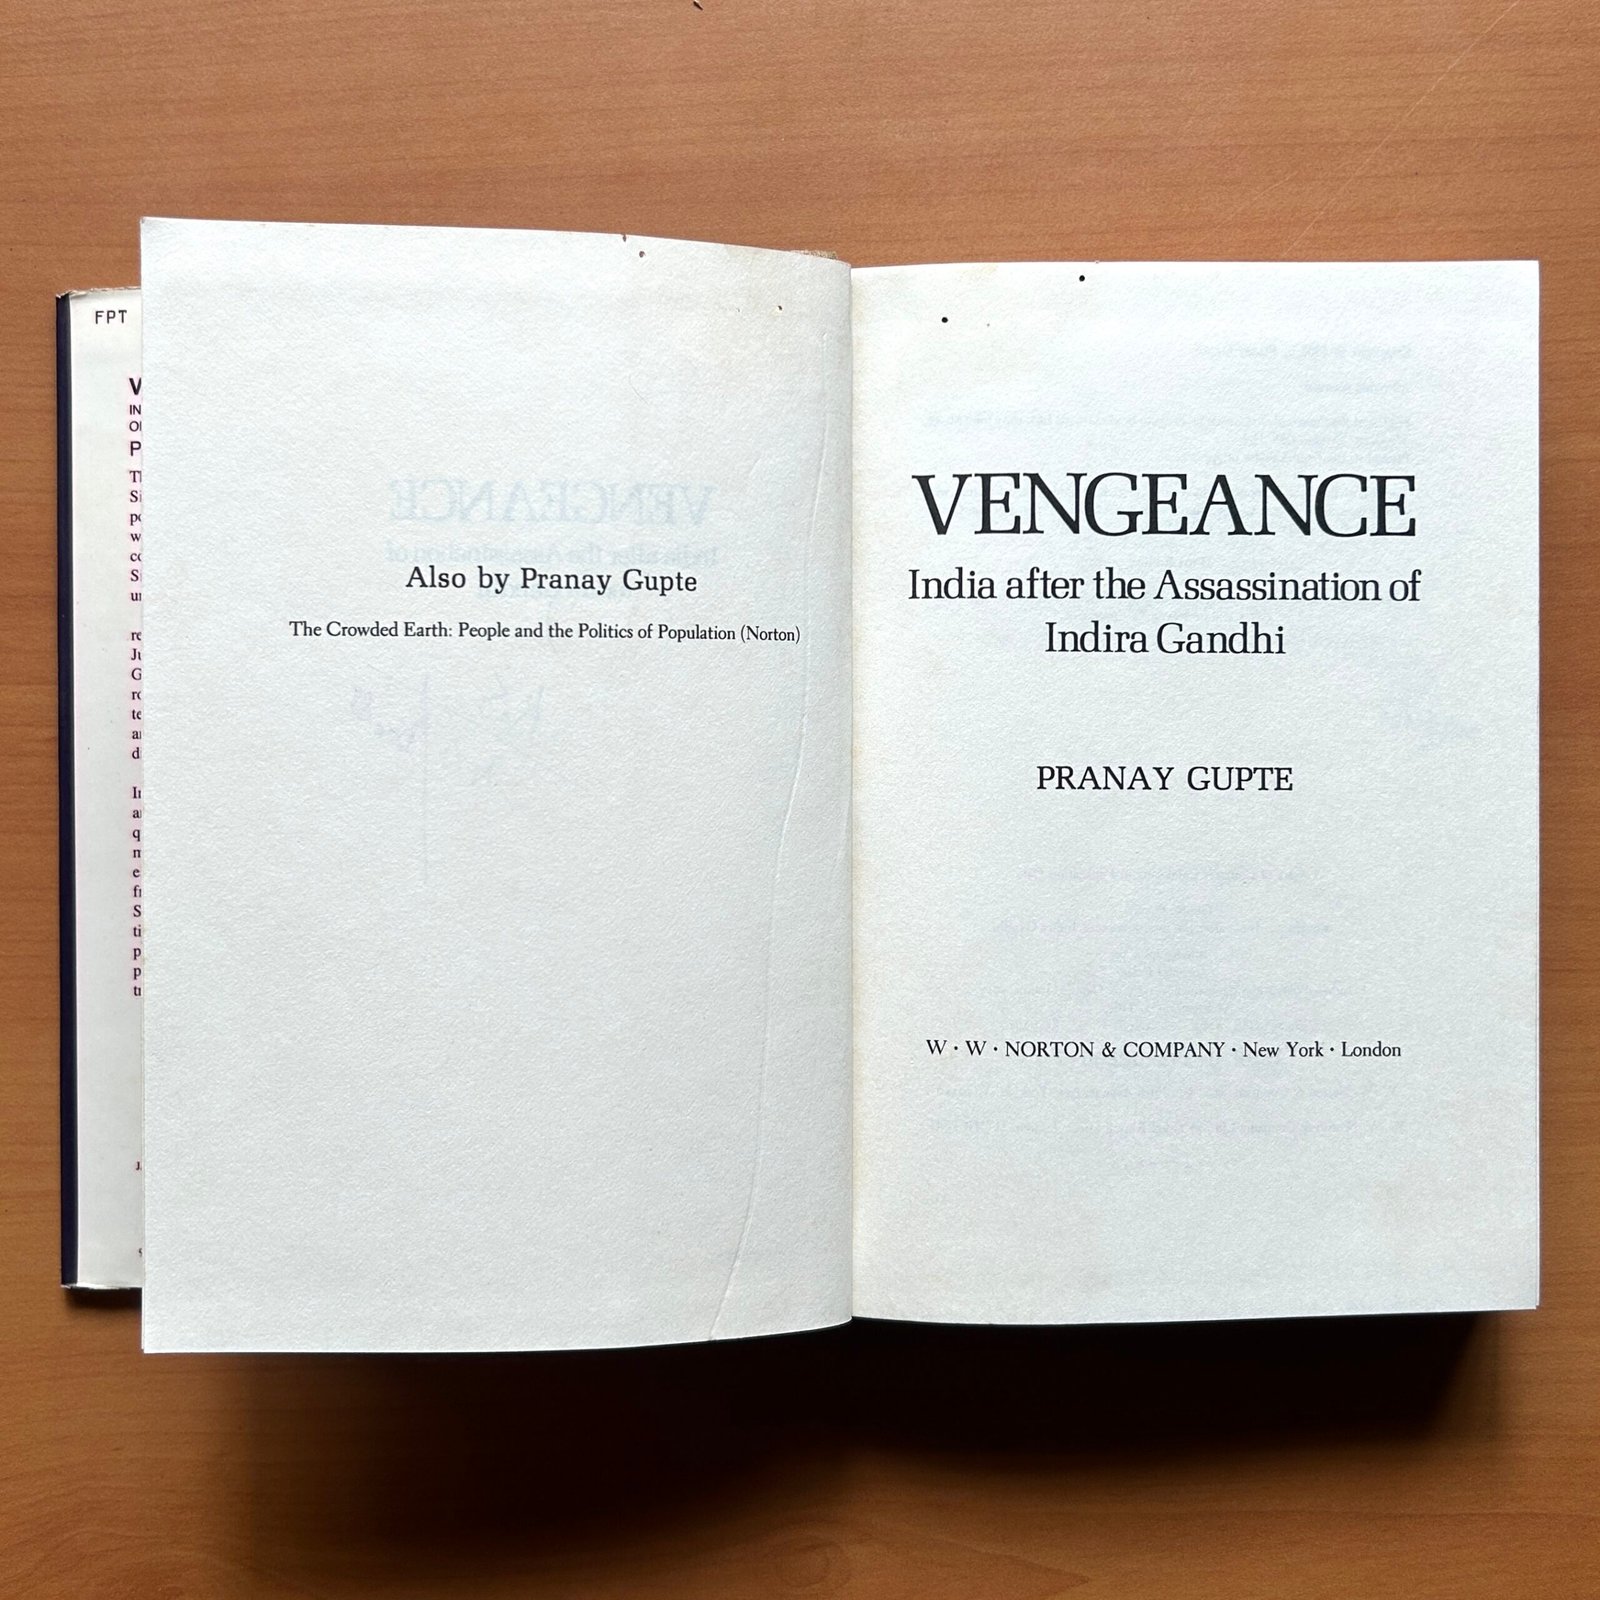 FPT
Also by Pranay Gupte
The Crowded Earth: People and the Politics of Population (Norton)
VENGEANCE
India after the Assassination of
Indira Gandhi
PRANAY GUPTE
W · W · NORTON & COMPANY · New York · London